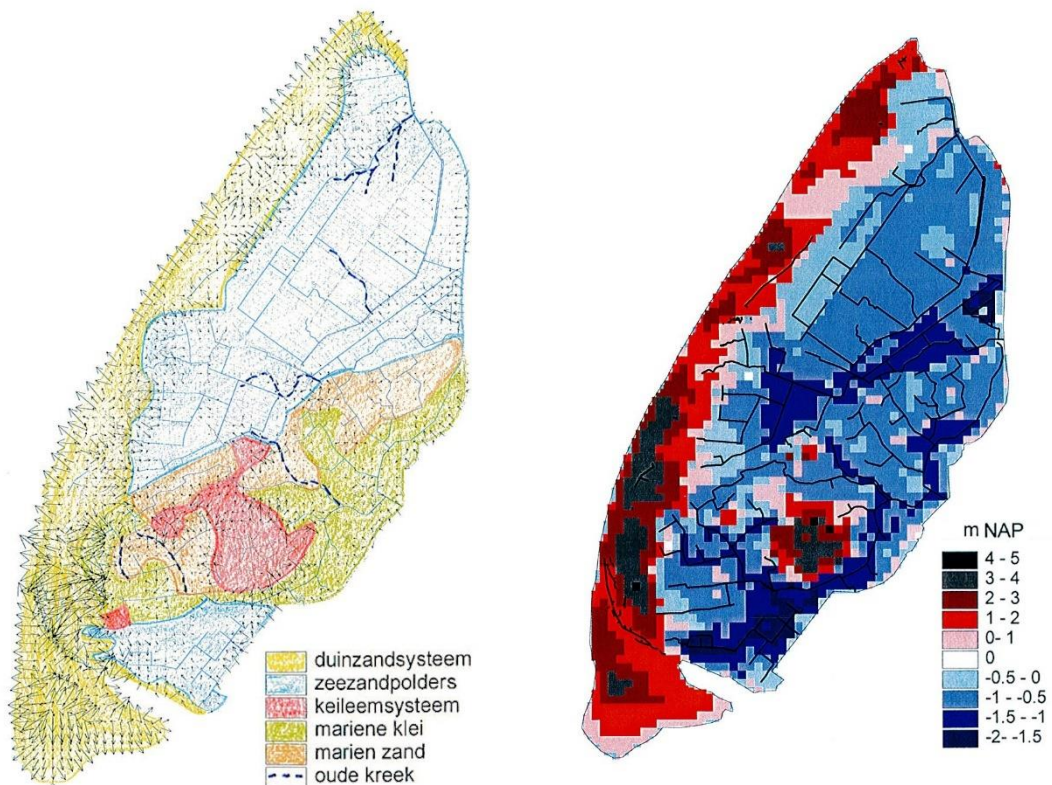 duinzandsysteem
zeezandpolders
keileemsysteem
mariene klei
marien zand
oude kreek
m NAP
4 - 5
3 - 4
2 - 3
1 - 2
0 - 1
0
-0.5 - 0
-1 - -0.5
-1.5 - -1
-2 - -1.5